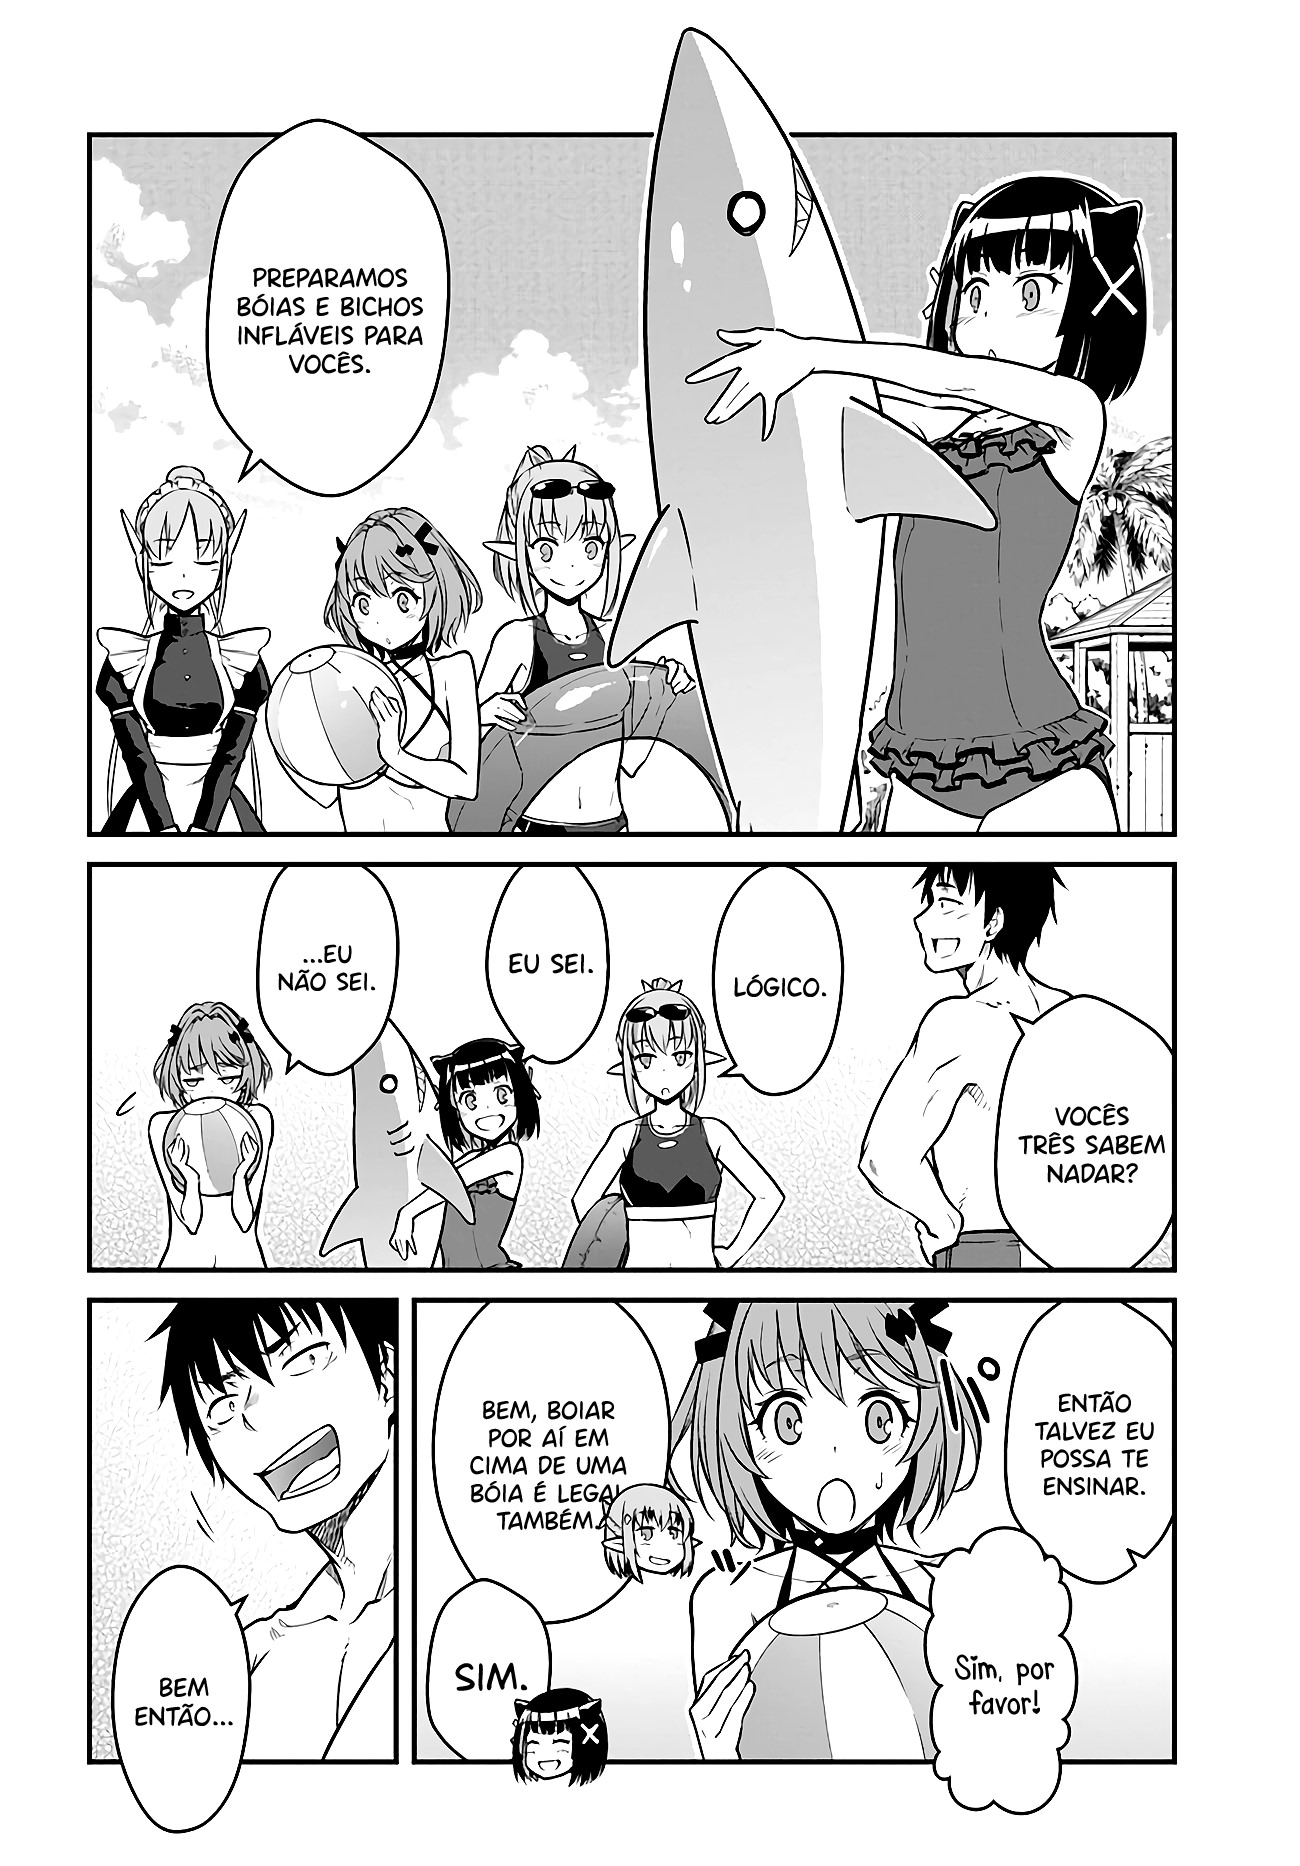 PREPARAMOS
BÓIAS E BICHOS
INFLÁVEIS PARA
VOCÊS.
VOCÊS
TRÊS SABEM
NADAR?
LÓGICO.
EU SEI.
...EU
NÃO SEI.
ENTÃO
TALVEZ EU
POSSA TE
ENSINAR.
Sim, por
favor!
BEM, BOIAR
POR AÍ EM
CIMA DE UMA
BÓIA É LEGAL
TAMBÉM.
SIM.
BEM
ENTÃO...